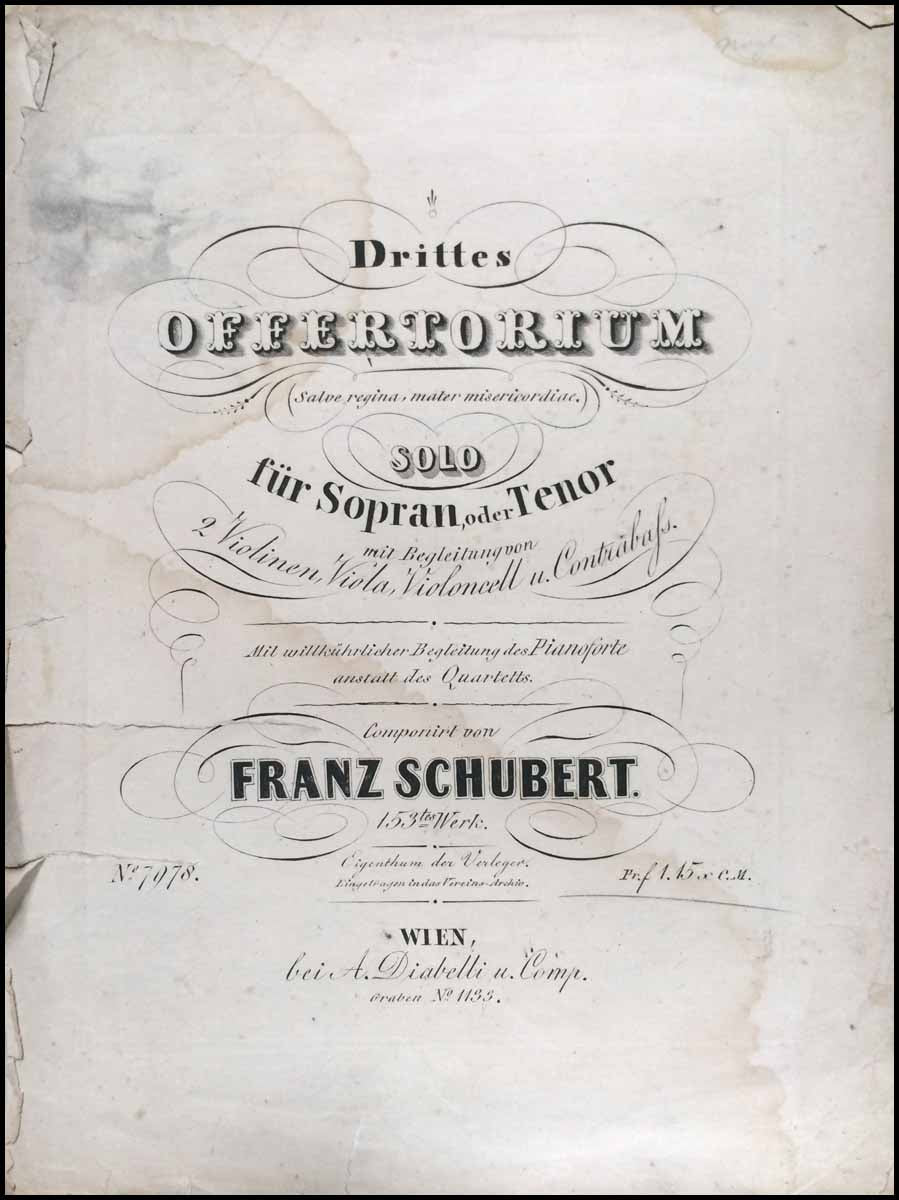 Drittes
OFFERTORIUM
(Salve regina, mater misericordiae.)
SOLO
für Sopran, oder Tenor
mit Begleitung von
2 Violinen, Viola, Violoncell u. Contrabaſs.
Mit willkührlicher Begleitung des Pianoforte
anstatt des Quartetts.
Componirt von
FRANZ SCHUBERT.
153tes Werk.
Eigenthum der Verleger.
Eingetragen in das Vereins-Archiv.
No 7978.
Pr. f 1.15 x C.M.
WIEN,
bei A. Diabelli u. Comp.
Graben No 1133.